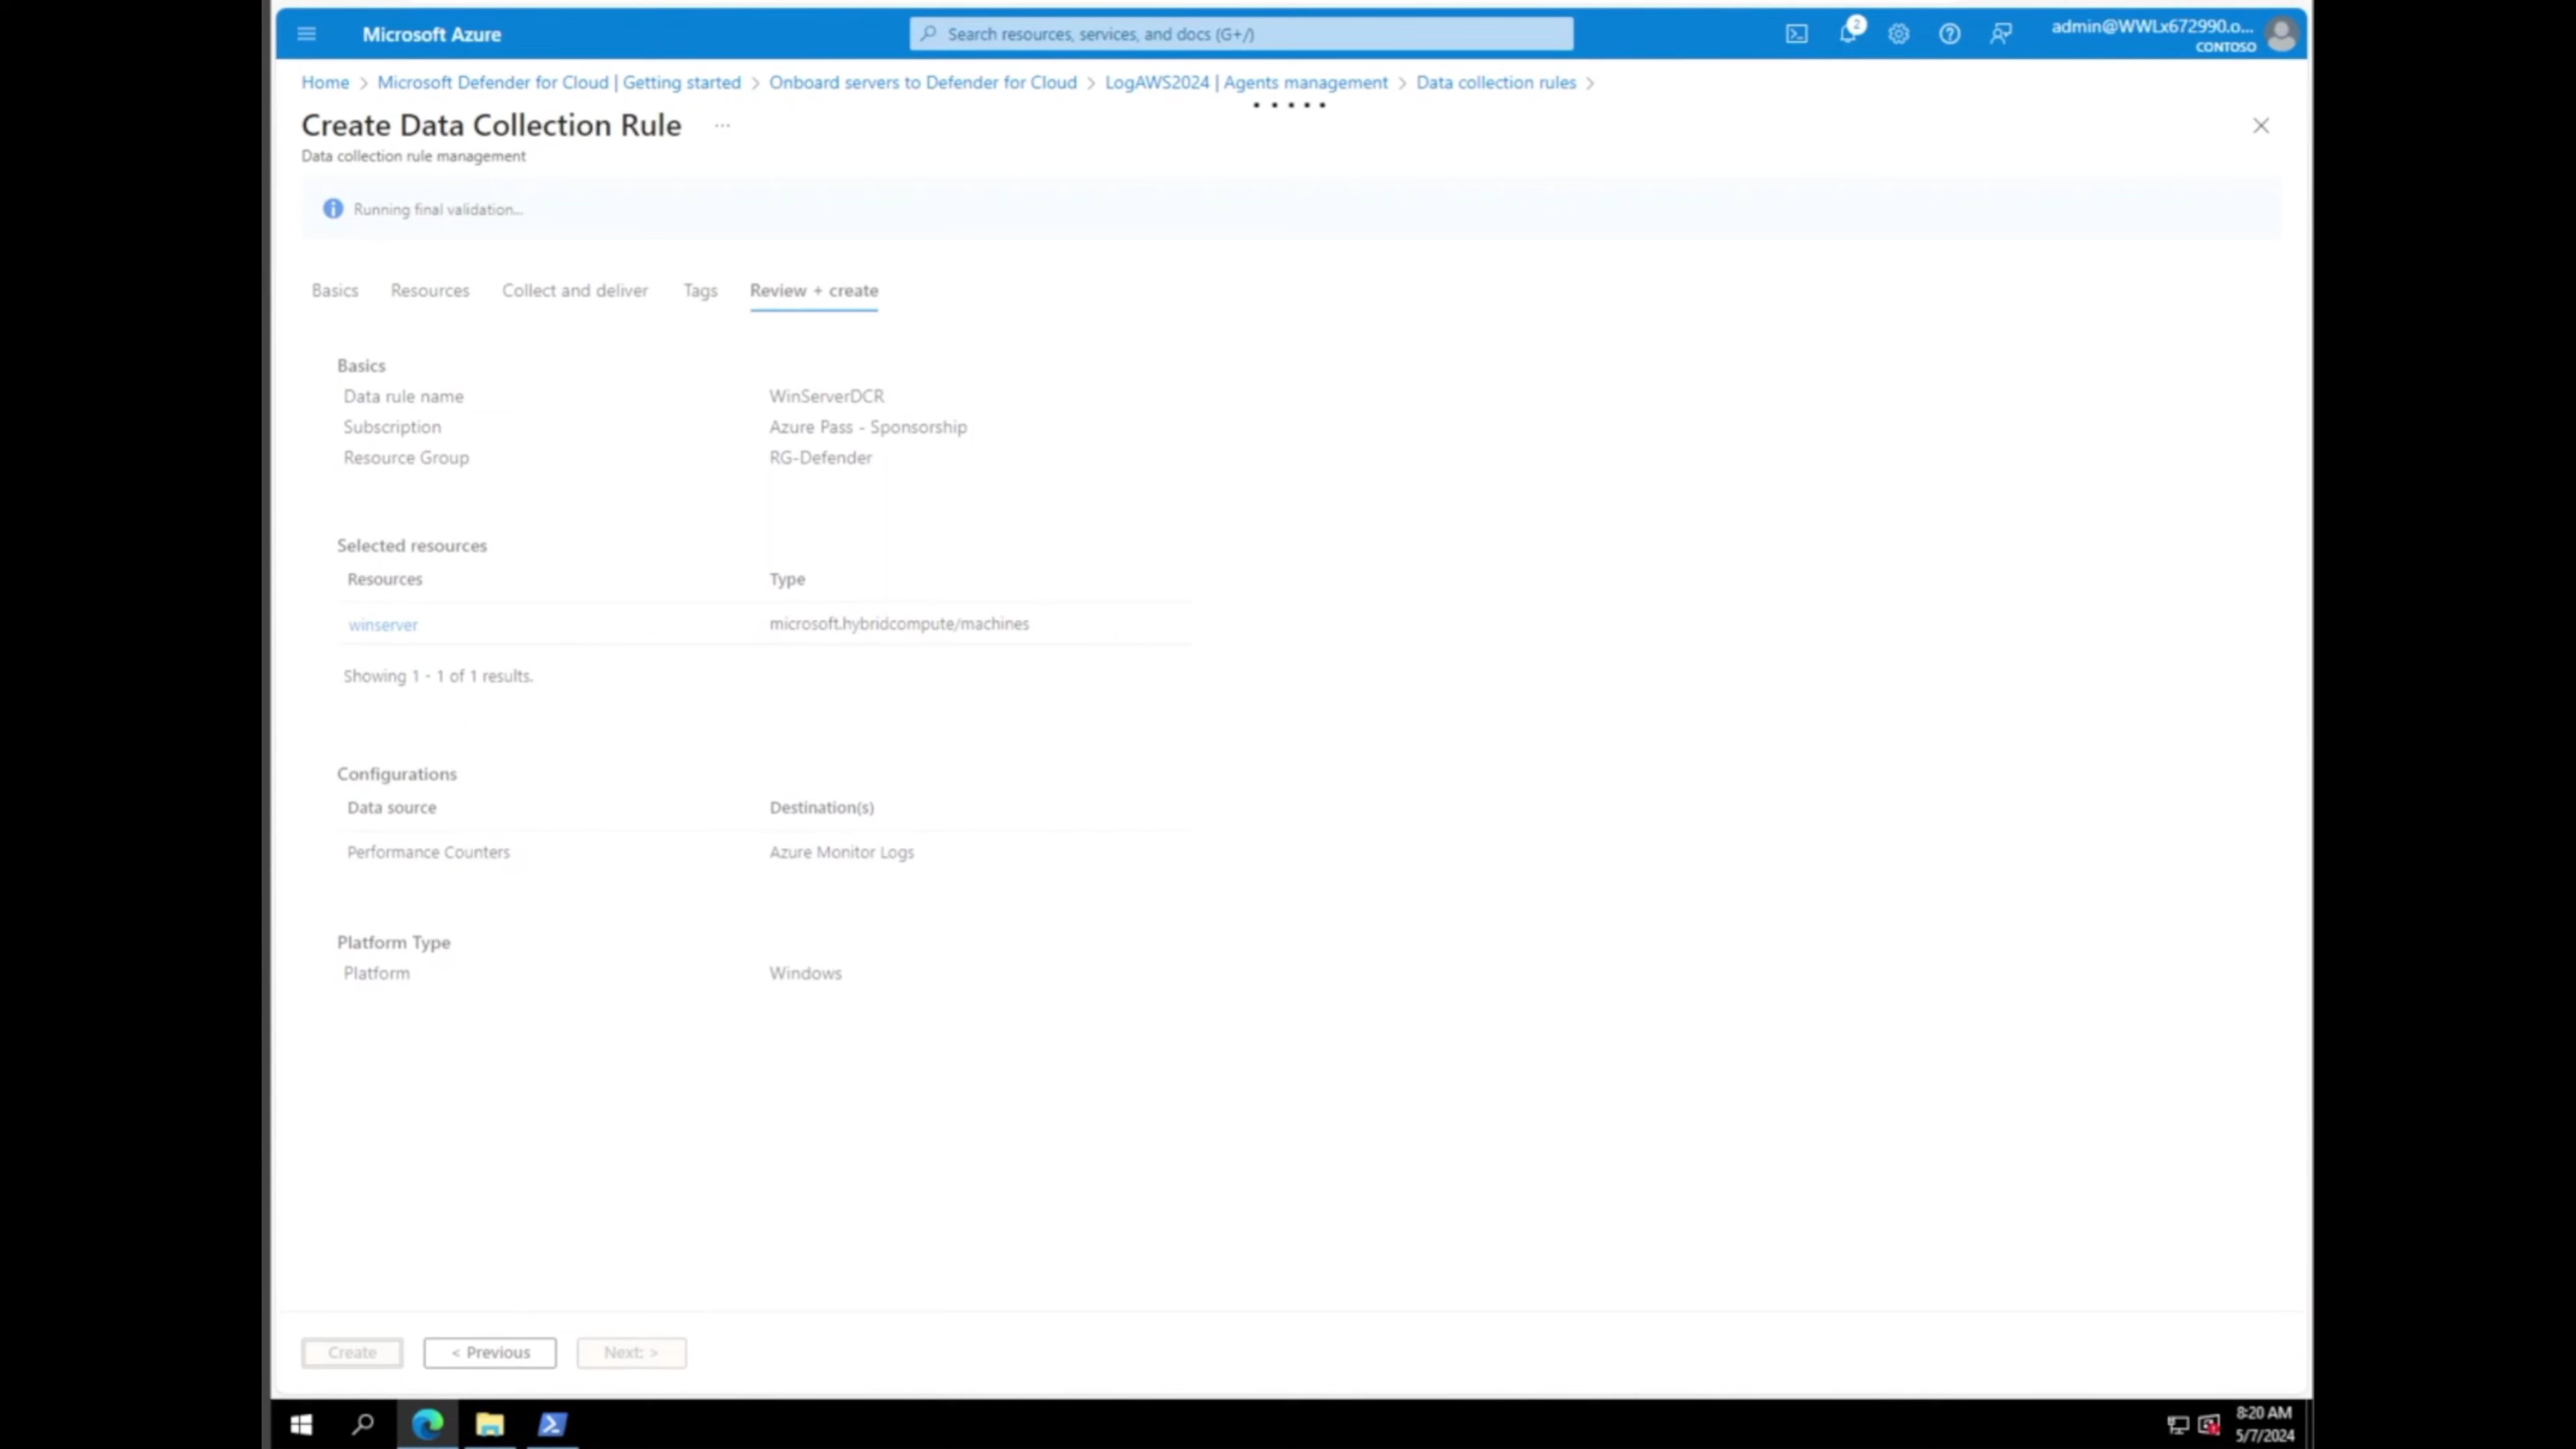 Microsoft Azure
Search resources, services, and docs (G+/)
2
admin@WWLx672990.o...
CONTOSO
Home > Microsoft Defender for Cloud | Getting started > Onboard servers to Defender for Cloud > LogAWS2024 | Agents management > Data collection rules >
Create Data Collection Rule ...
Data collection rule management
Running final validation...
Basics Resources Collect and deliver Tags Review + create
Basics
Data rule name WinServerDCR
Subscription Azure Pass - Sponsorship
Resource Group RG-Defender
Selected resources
Resources Type
winserver microsoft.hybridcompute/machines
Showing 1 - 1 of 1 results.
Configurations
Data source Destination(s)
Performance Counters Azure Monitor Logs
Platform Type
Platform Windows
Create < Previous Next: >
8:20 AM
5/7/2024